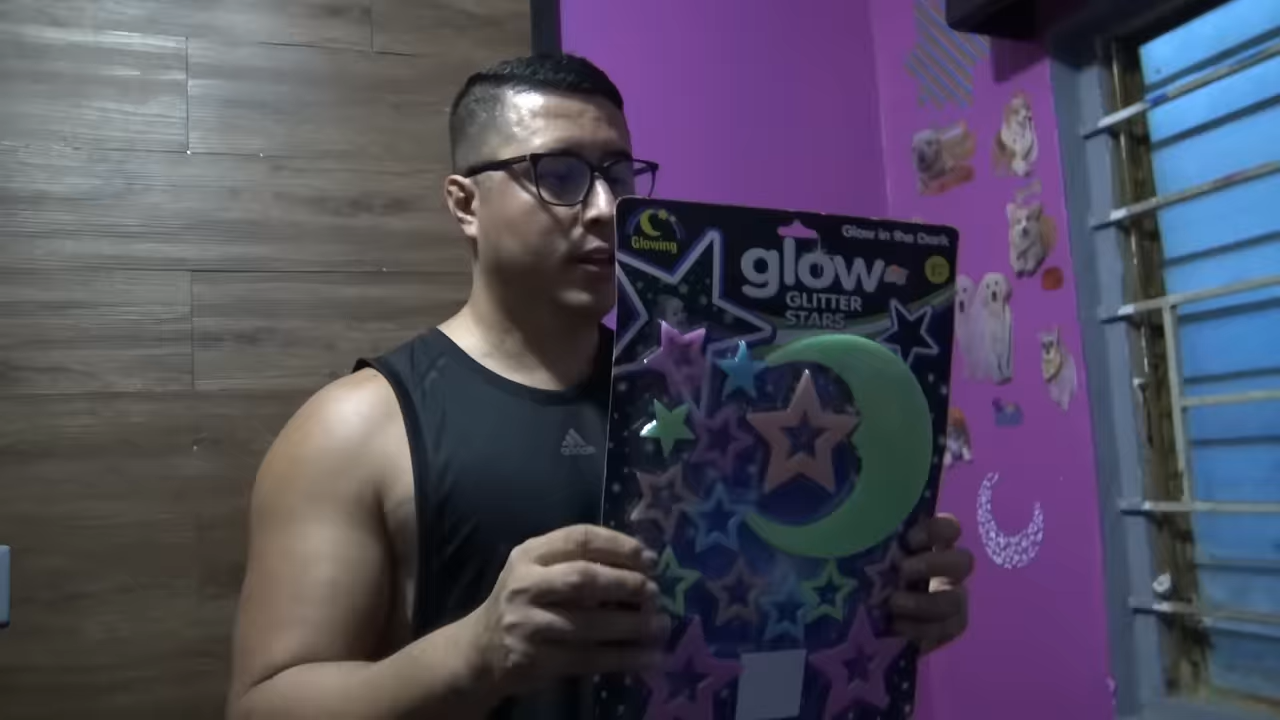 Glowing
Glow in the Dark
glow
GLITTER
STARS
adidas